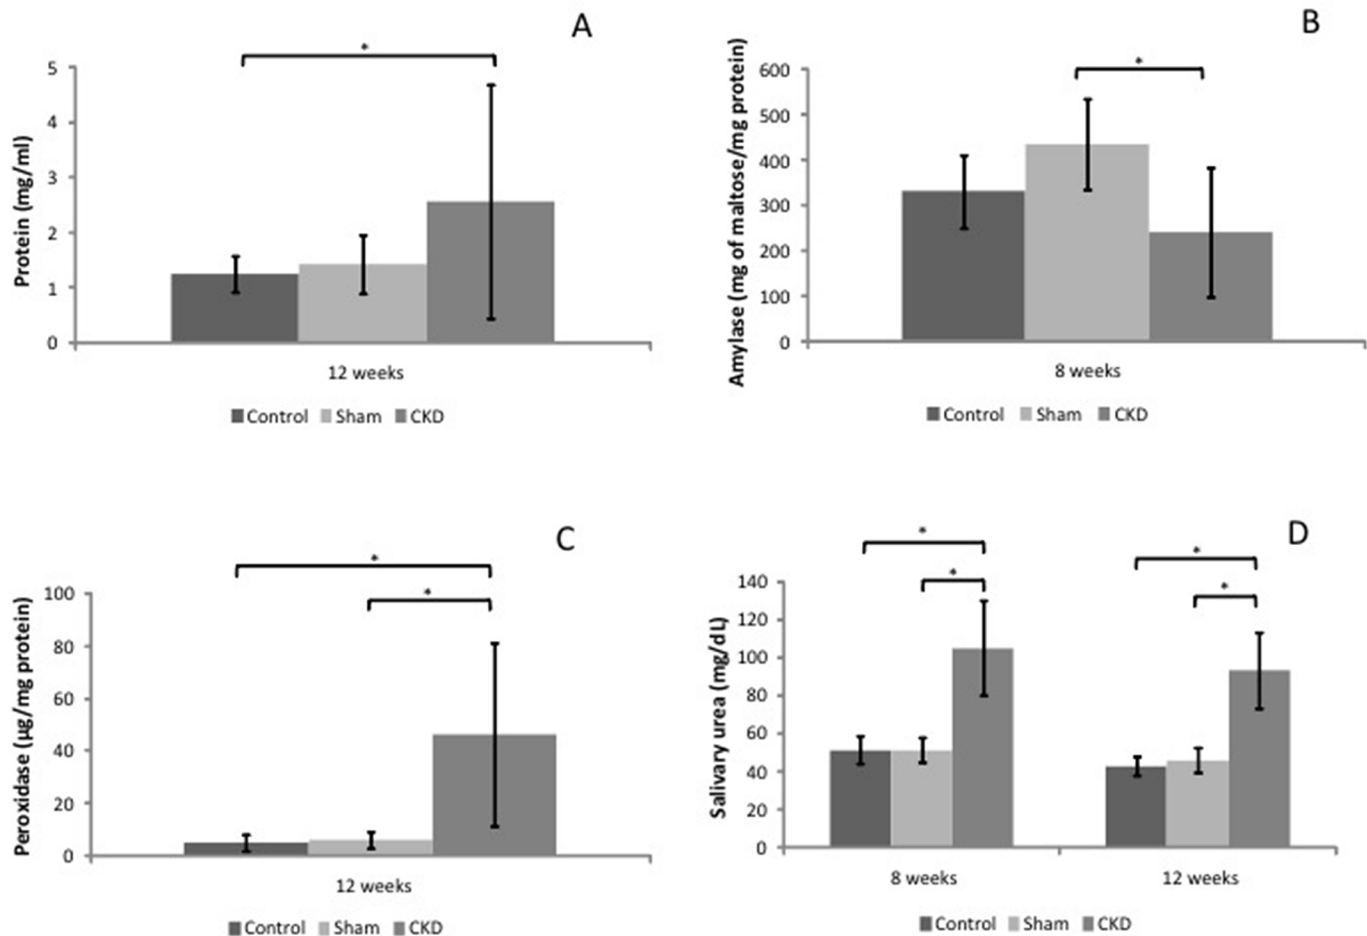 A
*
Protein (mg/ml)
5
4
3
2
1
0
12 weeks
Control Sham CKD
B
*
Amylase (mg of maltose/mg protein)
600
500
400
300
200
100
0
8 weeks
Control Sham CKD
C
*
*
Peroxidase (µg/mg protein)
100
80
60
40
20
0
12 weeks
Control Sham CKD
D
*
*
*
*
Salivary urea (mg/dL)
140
120
100
80
60
40
20
0
8 weeks 12 weeks
Control Sham CKD